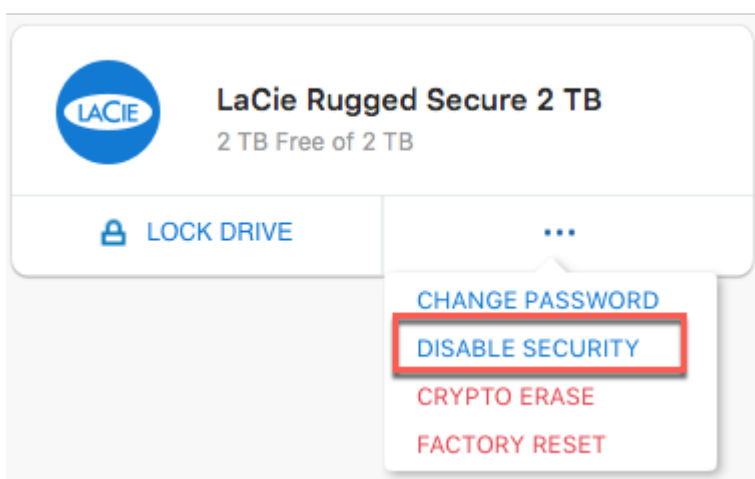 LACIE
LaCie Rugged Secure 2 TB
2 TB Free of 2 TB
LOCK DRIVE
...
CHANGE PASSWORD
DISABLE SECURITY
CRYPTO ERASE
FACTORY RESET